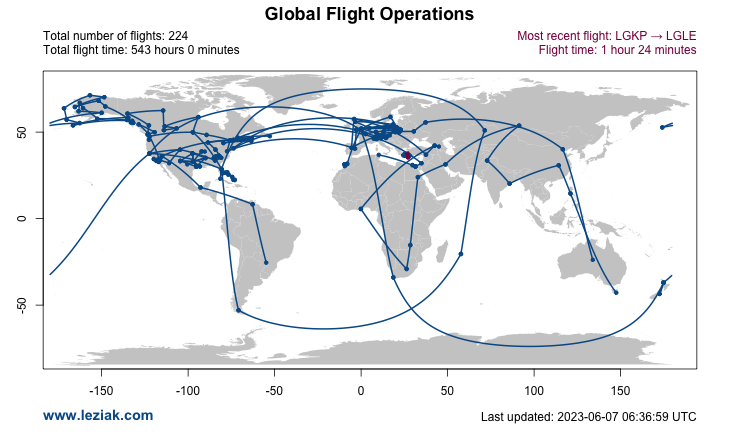 Global Flight Operations
Total number of flights: 224
Total flight time: 543 hours 0 minutes
Most recent flight: LGKP → LGLE
Flight time: 1 hour 24 minutes
50
0
-50
-150 -100 -50 0 50 100 150
www.leziak.com
Last updated: 2023-06-07 06:36:59 UTC